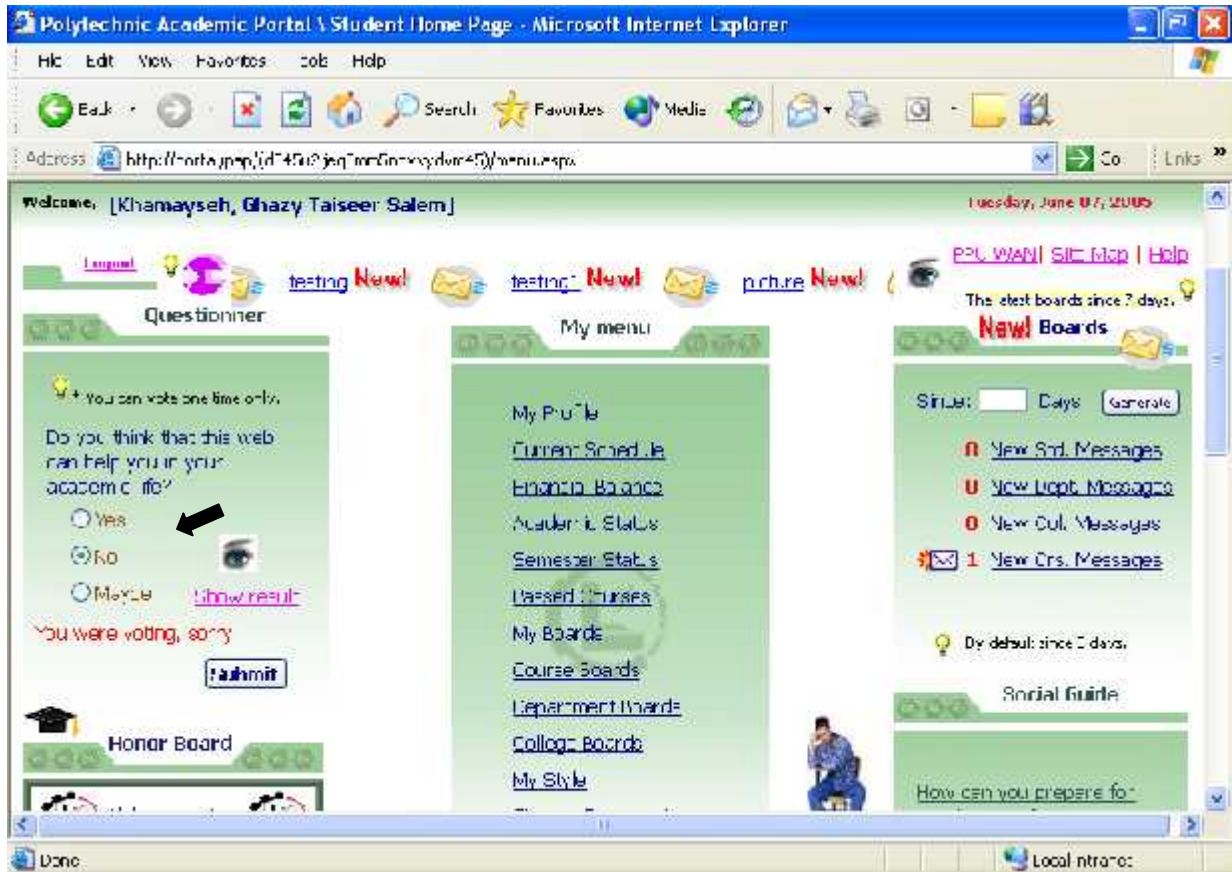 Polytechnic Academic Portal \ Student Home Page - Microsoft Internet Explorer
File Edit View Favorites Tools Help
Back Search Favorites Media
Address Go Links
Welcome, [Khamayseh, Ghazy Taiseer Salem] Tuesday, June 07, 2005
Logout testing New! testing1 New! picture New! PPU WAN | Site Map | Help
The latest boards since 7 days.
Questionner
* You can vote one time only.
Do you think that this web
can help you in your
academic life?
Yes
No
Maybe Show result
You were voting, sorry
Submit
Honor Board
My menu
My Profile
Current Schedule
Financial Balance
Academic Status
Semester Status
Passed Courses
My Boards
Course Boards
Department Boards
College Boards
My Style
New! Boards
Since: Days Generate
0 New Std. Messages
0 New Dept. Messages
0 New Col. Messages
1 New Crs. Messages
By default since days.
Social Guide
How can you prepare for
Done Local intranet